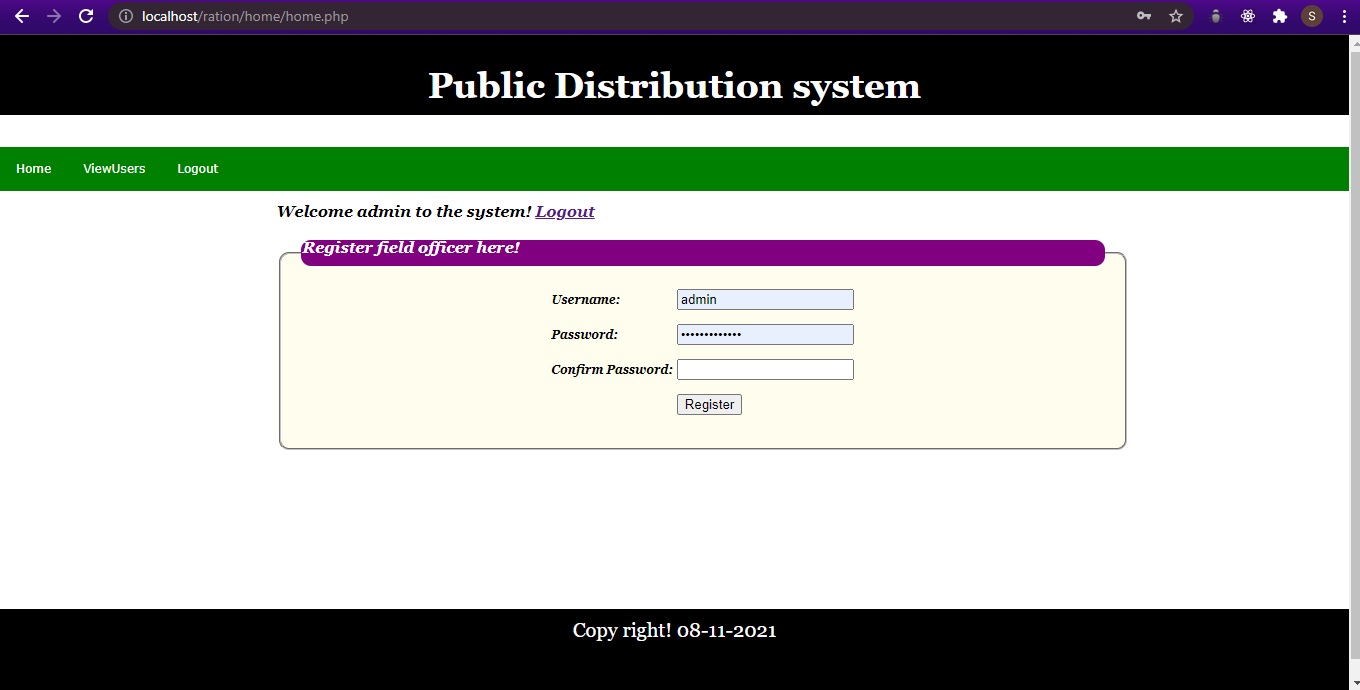 localhost/ration/home/home.php
S
Public Distribution system
Home ViewUsers Logout
Welcome admin to the system! Logout
Register field officer here!
Username: admin
Password: •••••••••••••
Confirm Password:
Register
Copy right! 08-11-2021